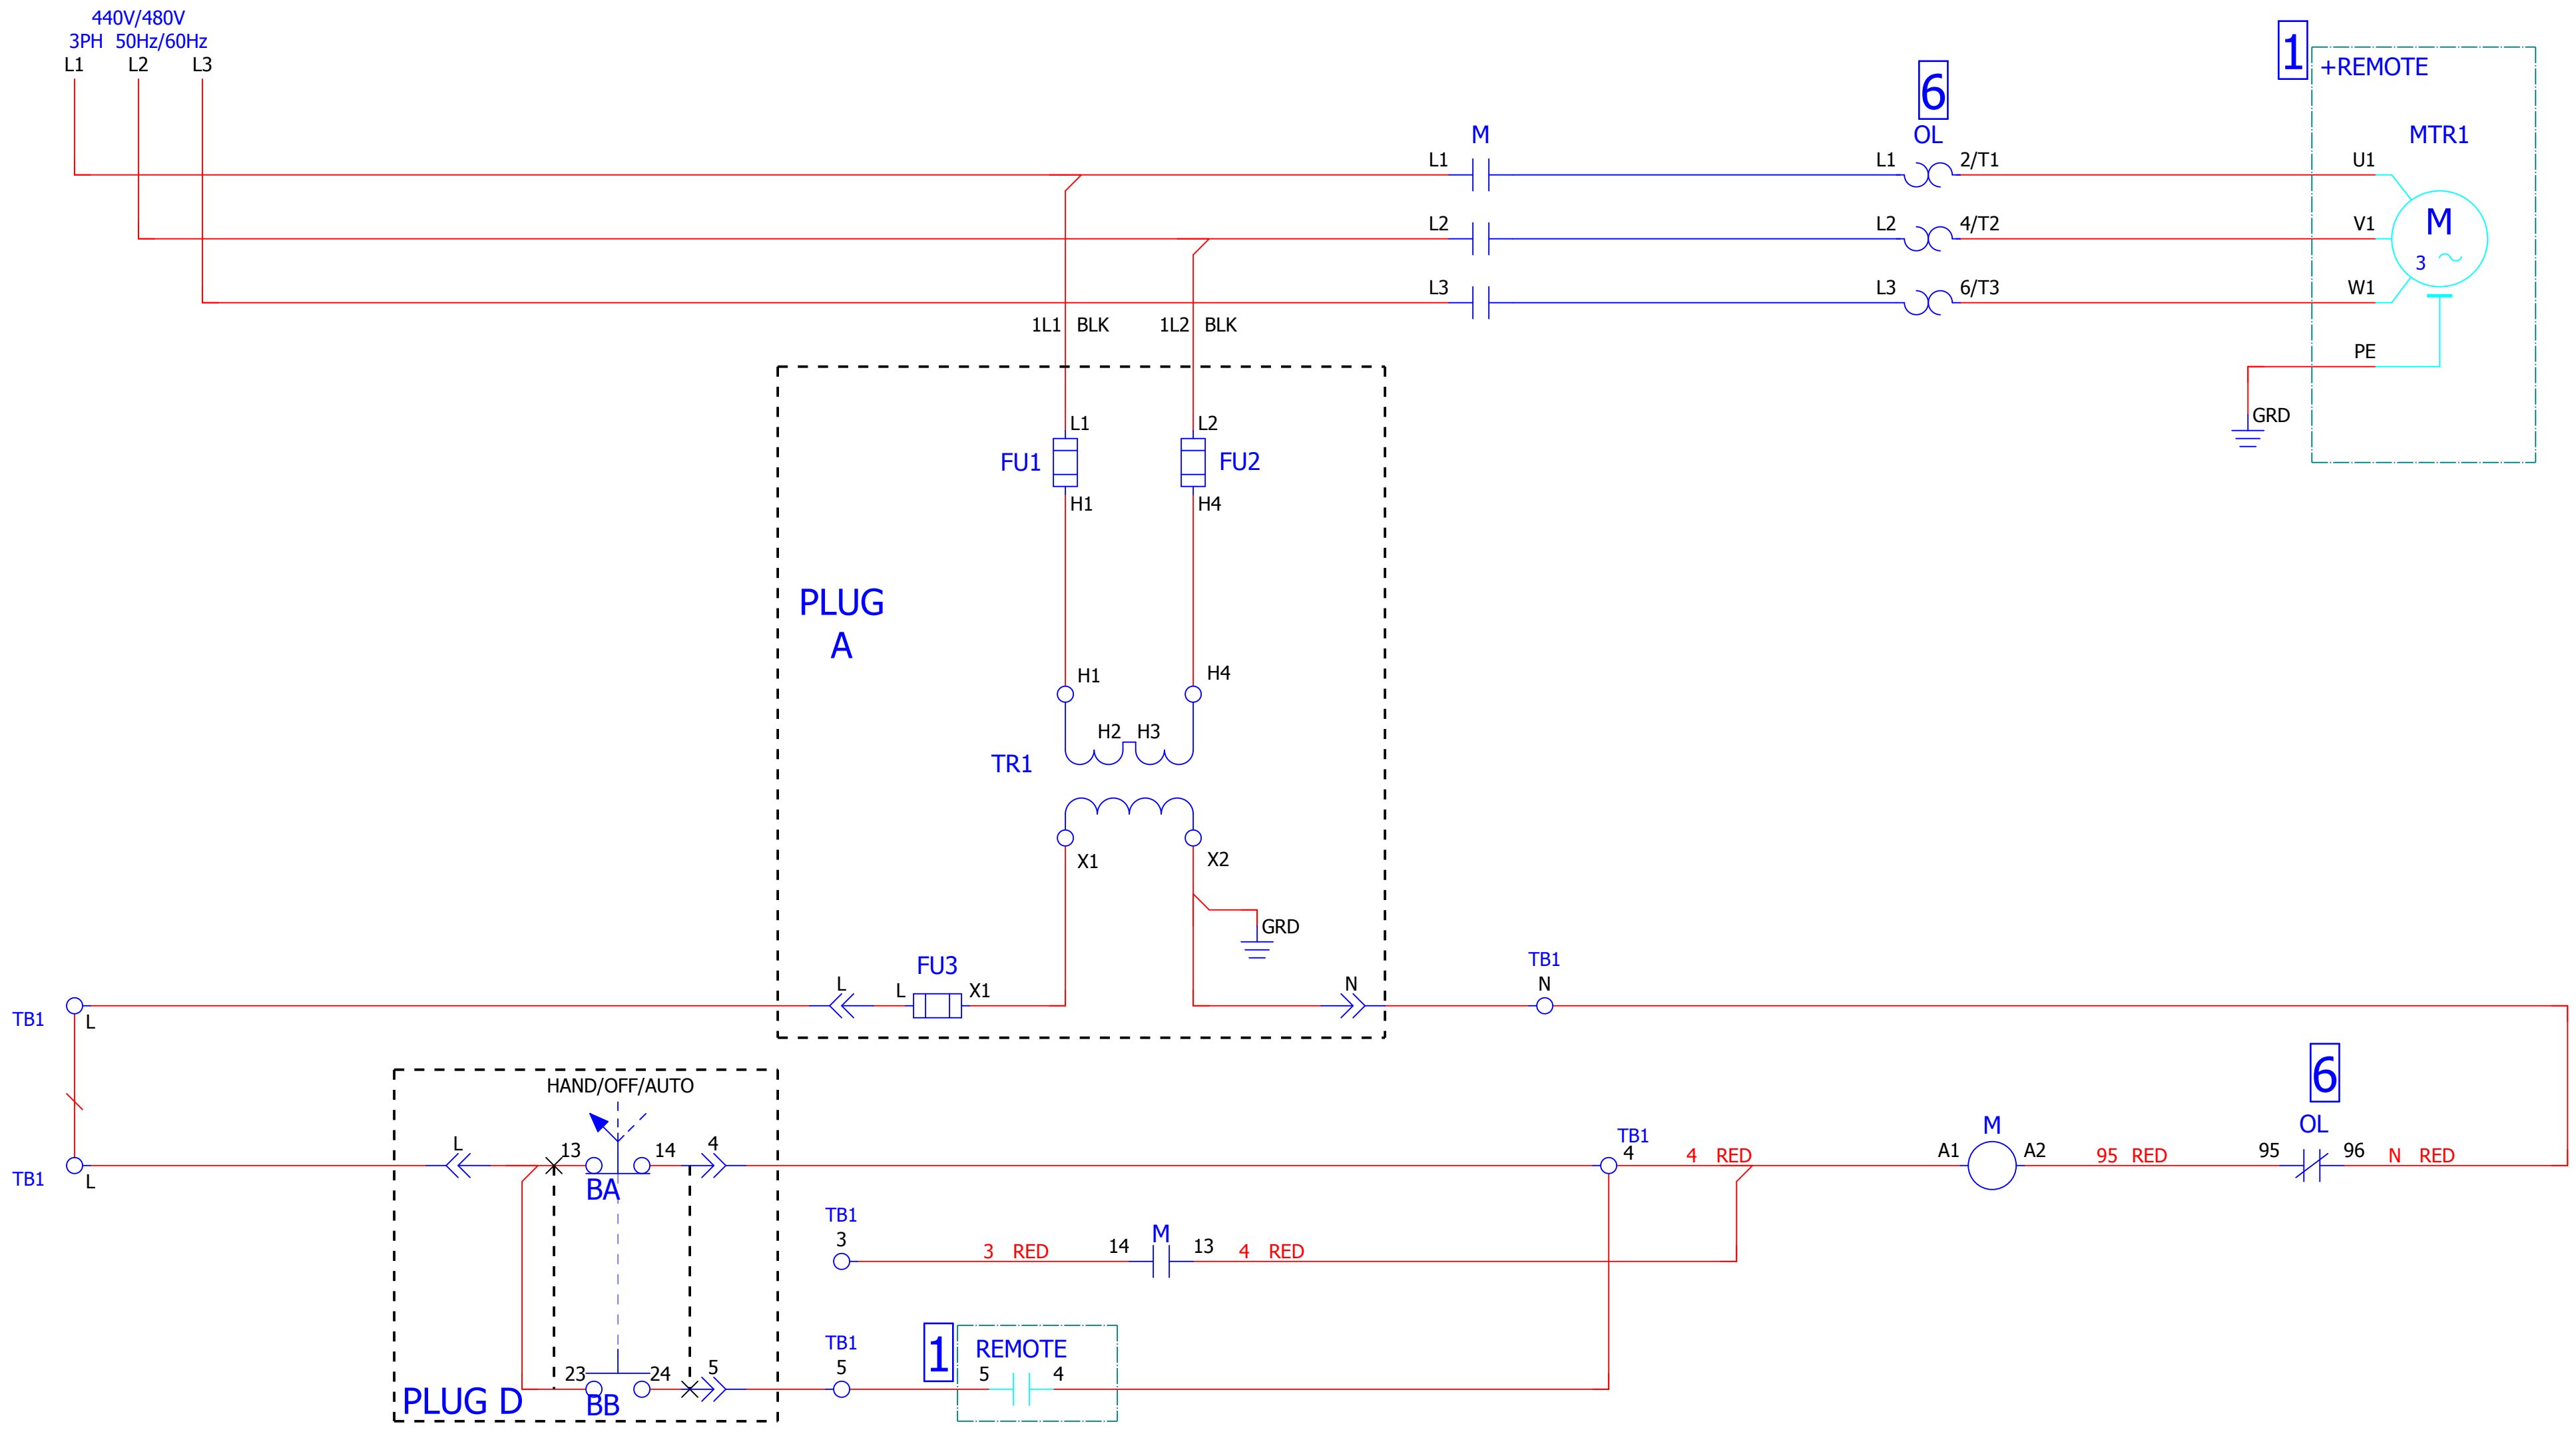 440V/480V
3PH 50Hz/60Hz
L1 L2 L3
1
+REMOTE
6
M
OL
MTR1
L1
L1
2/T1
U1
L2
L2
4/T2
V1
M
3
L3
L3
6/T3
W1
1L1 BLK
1L2 BLK
PE
GRD
L1
L2
FU1
FU2
H1
H4
PLUG
A
H1
H4
H2 H3
TR1
X1
X2
GRD
FU3
L
L
X1
N
TB1
N
TB1
L
HAND/OFF/AUTO
6
TB1
L
L
13
14
4
BA
TB1
4
4 RED
M
A1
A2
95 RED
OL
95
96
N RED
TB1
3
3 RED
14
M
13
4 RED
TB1
5
1
REMOTE
5
4
23
24
5
BB
PLUG D